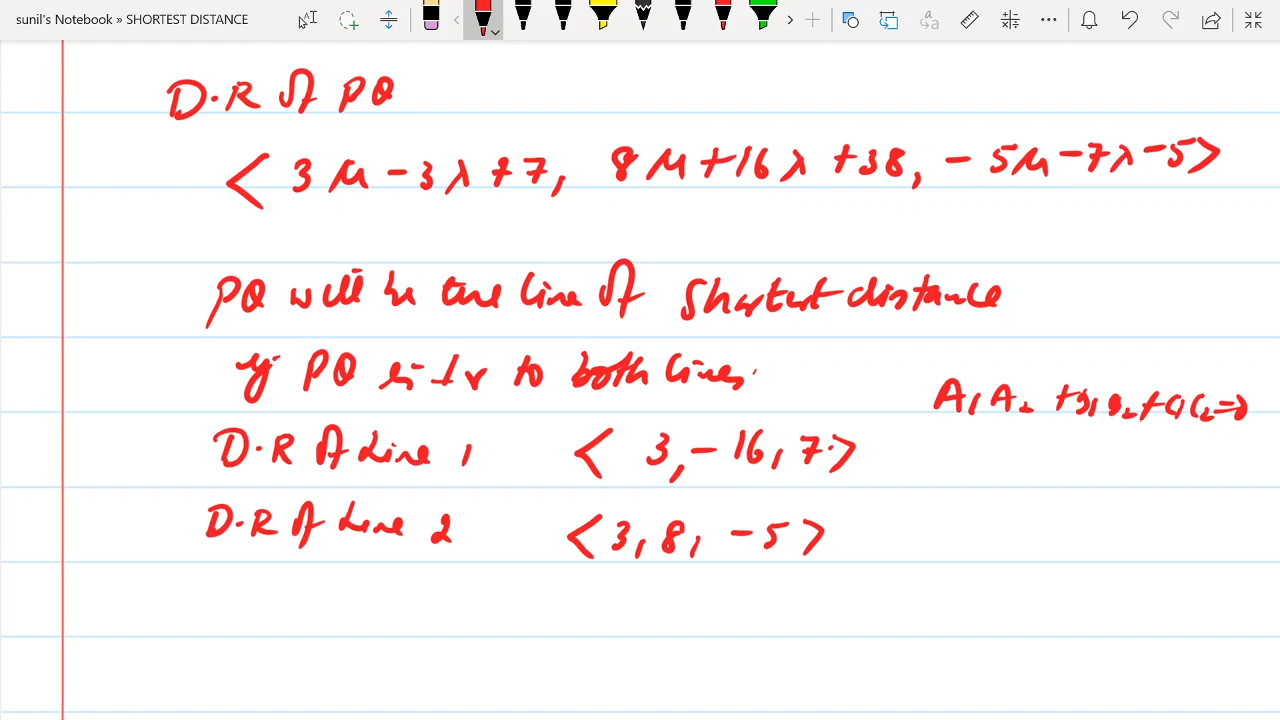 sunil's Notebook » SHORTEST DISTANCE
D.R of PQ
< 3μ - 3λ + 7, 8μ + 16λ + 38, - 5μ - 7λ - 5>
PQ will be the line of Shortest distance
if PQ is ⊥r to both lines.
A₁A₂ + B₁B₂ + C₁C₂ = 0
D.R of Line 1 < 3, - 16, 7>
D.R of Line 2 < 3, 8, - 5 >